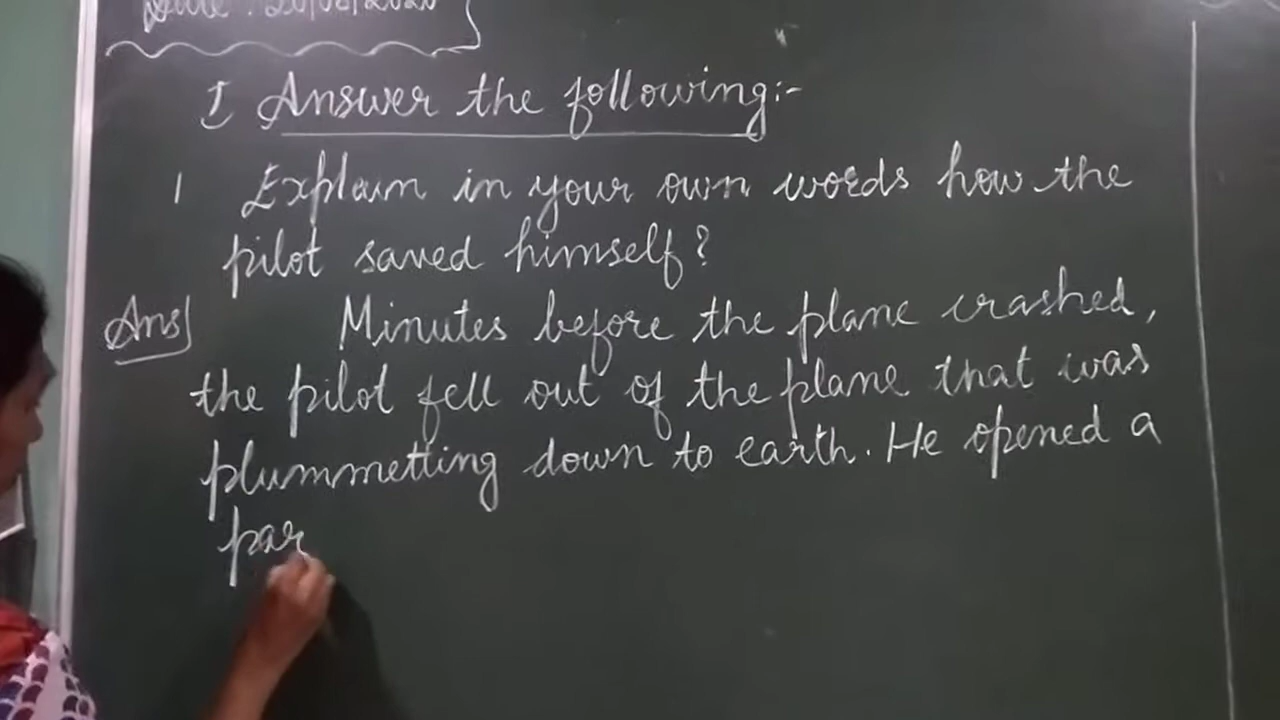 I Answer the following:-
1 Explain in your own words how the
pilot saved himself?
Ans Minutes before the plane crashed,
the pilot fell out of the plane that was
plummetting down to earth. He opened a
par